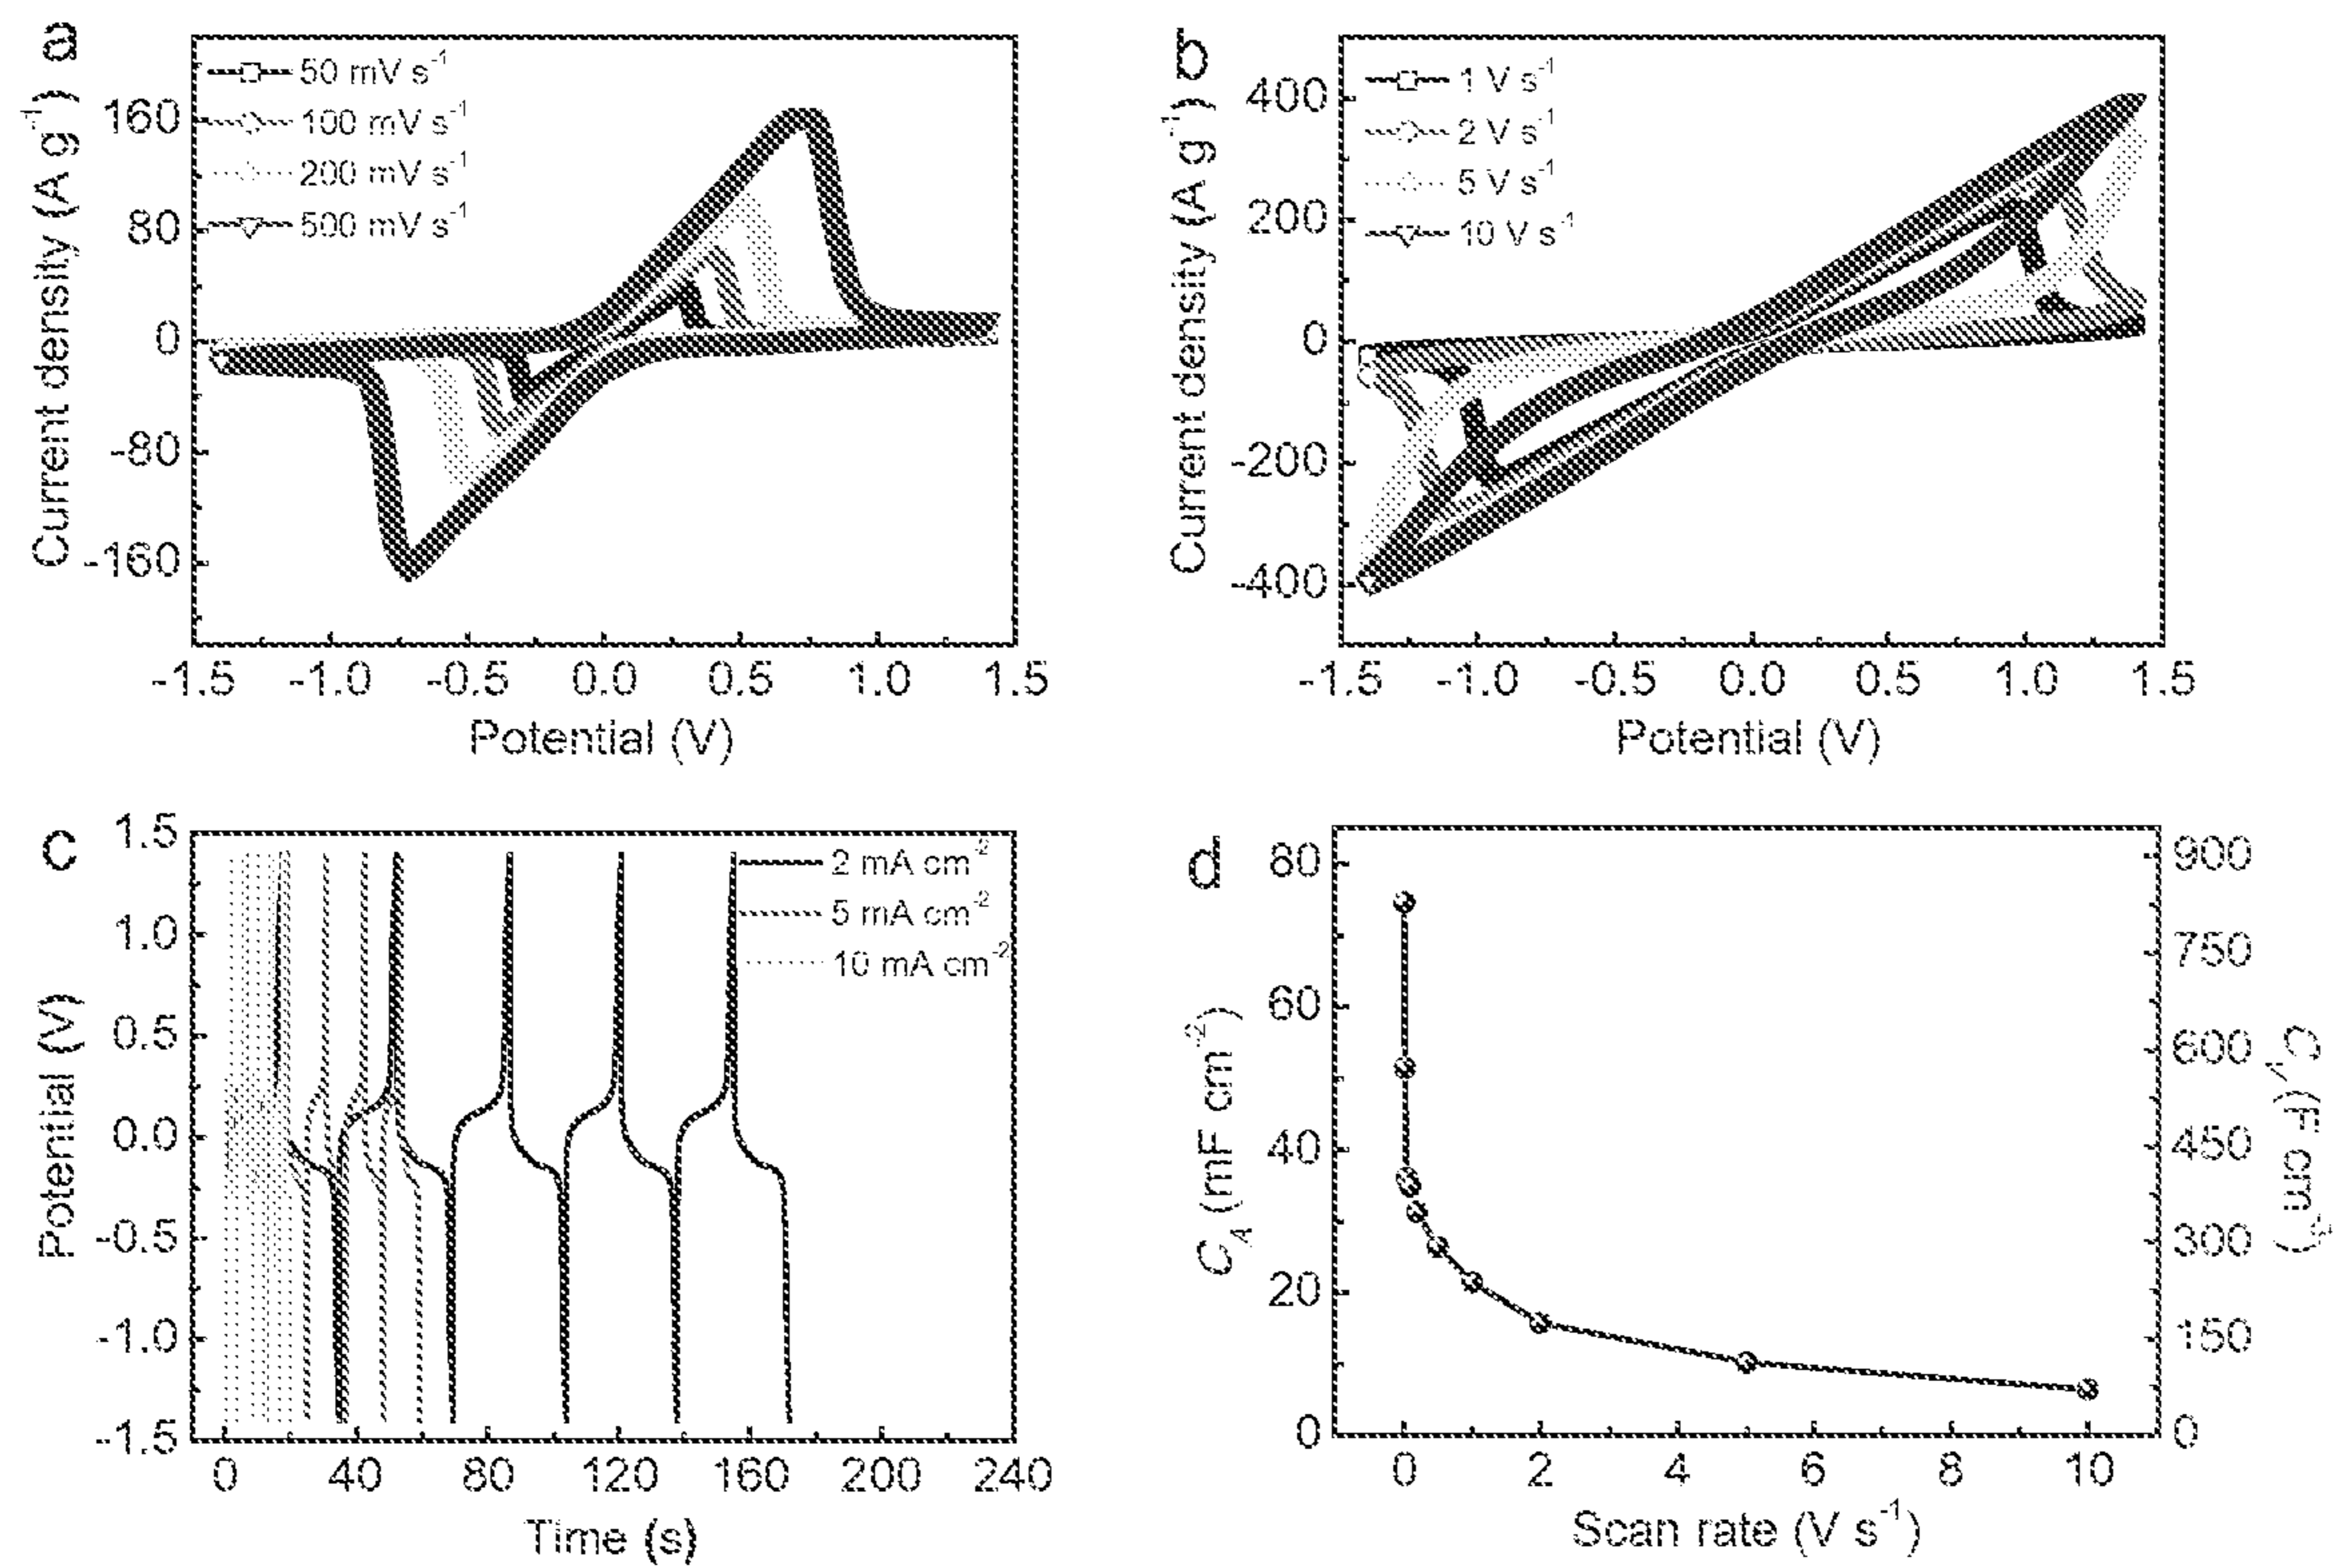 a
50 mV s⁻¹
100 mV s⁻¹
200 mV s⁻¹
500 mV s⁻¹
Current density (A g⁻¹)
160
80
0
-80
-160
-1.5 -1.0 -0.5 0.0 0.5 1.0 1.5
Potential (V)
b
1 V s⁻¹
2 V s⁻¹
5 V s⁻¹
10 V s⁻¹
Current density (A g⁻¹)
400
200
0
-200
-400
-1.5 -1.0 -0.5 0.0 0.5 1.0 1.5
Potential (V)
c
2 mA cm⁻²
5 mA cm⁻²
10 mA cm⁻²
Potential (V)
1.5
1.0
0.5
0.0
-0.5
-1.0
-1.5
0 40 80 120 160 200 240
Time (s)
d
C_A (mF cm⁻²)
80
60
40
20
0
C_V (F cm⁻³)
900
750
600
450
300
150
0
0 2 4 6 8 10
Scan rate (V s⁻¹)